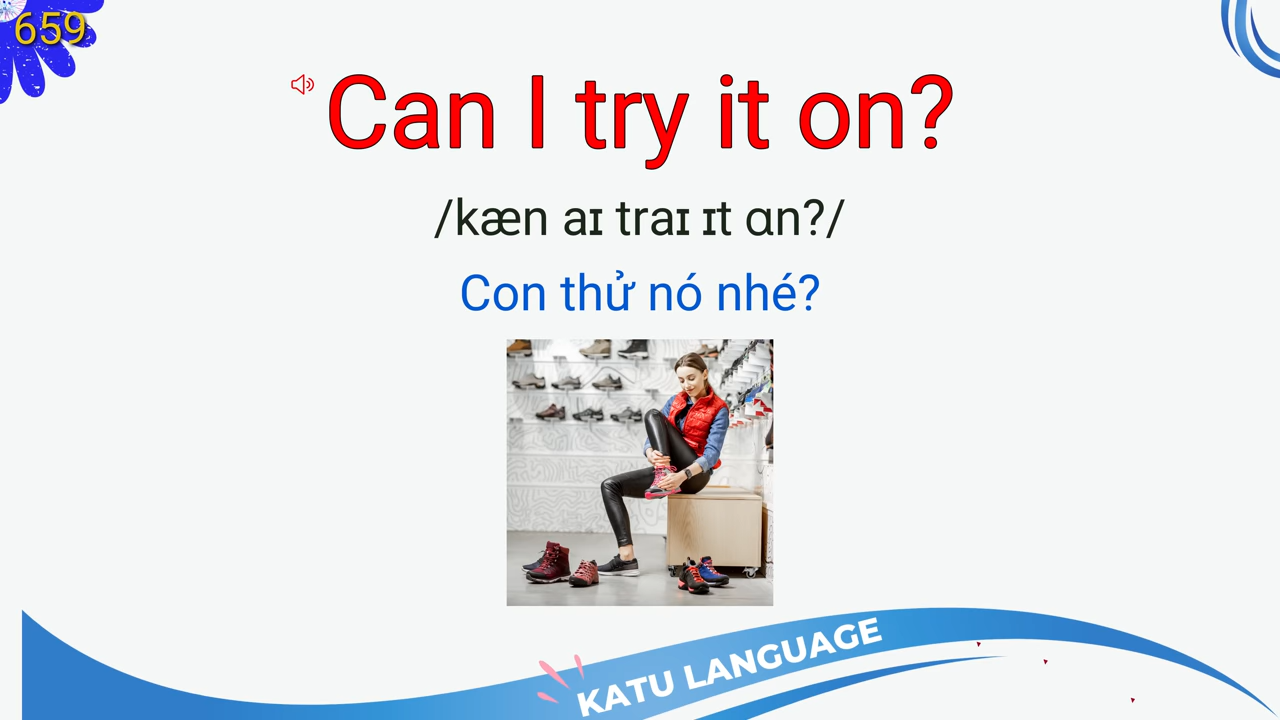 659
Can I try it on?
/kæn aɪ traɪ ɪt ɑn?/
Con thử nó nhé?
KATU LANGUAGE